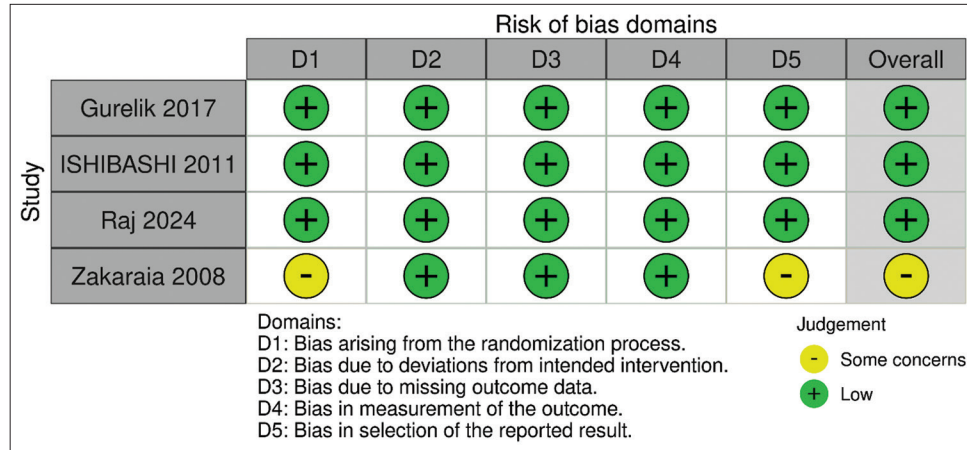 Risk of bias domains
D1 D2 D3 D4 D5 Overall
Study
Gurelik 2017 + + + + + +
ISHIBASHI 2011 + + + + + +
Raj 2024 + + + + + +
Zakaraia 2008 - + + + - -
Domains:
D1: Bias arising from the randomization process.
D2: Bias due to deviations from intended intervention.
D3: Bias due to missing outcome data.
D4: Bias in measurement of the outcome.
D5: Bias in selection of the reported result.
Judgement
- Some concerns
+ Low